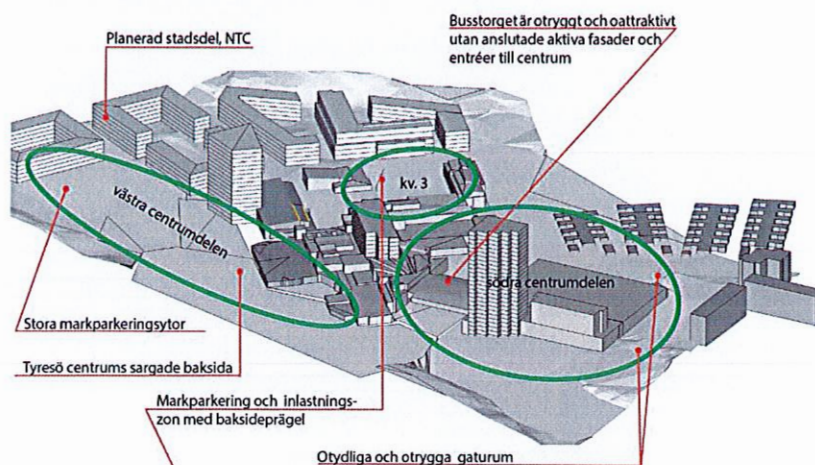 Busstorget är otryggt och oattraktivt
utan anslutade aktiva fasader och
entréer till centrum
Planerad stadsdel, NTC
västra centrumdelen
kv. 3
södra centrumdelen
Stora markparkeringsytor
Tyresö centrums sargade baksida
Markparkering och inlastnings-
zon med baksideprägel
Otydliga och otrygga gaturum